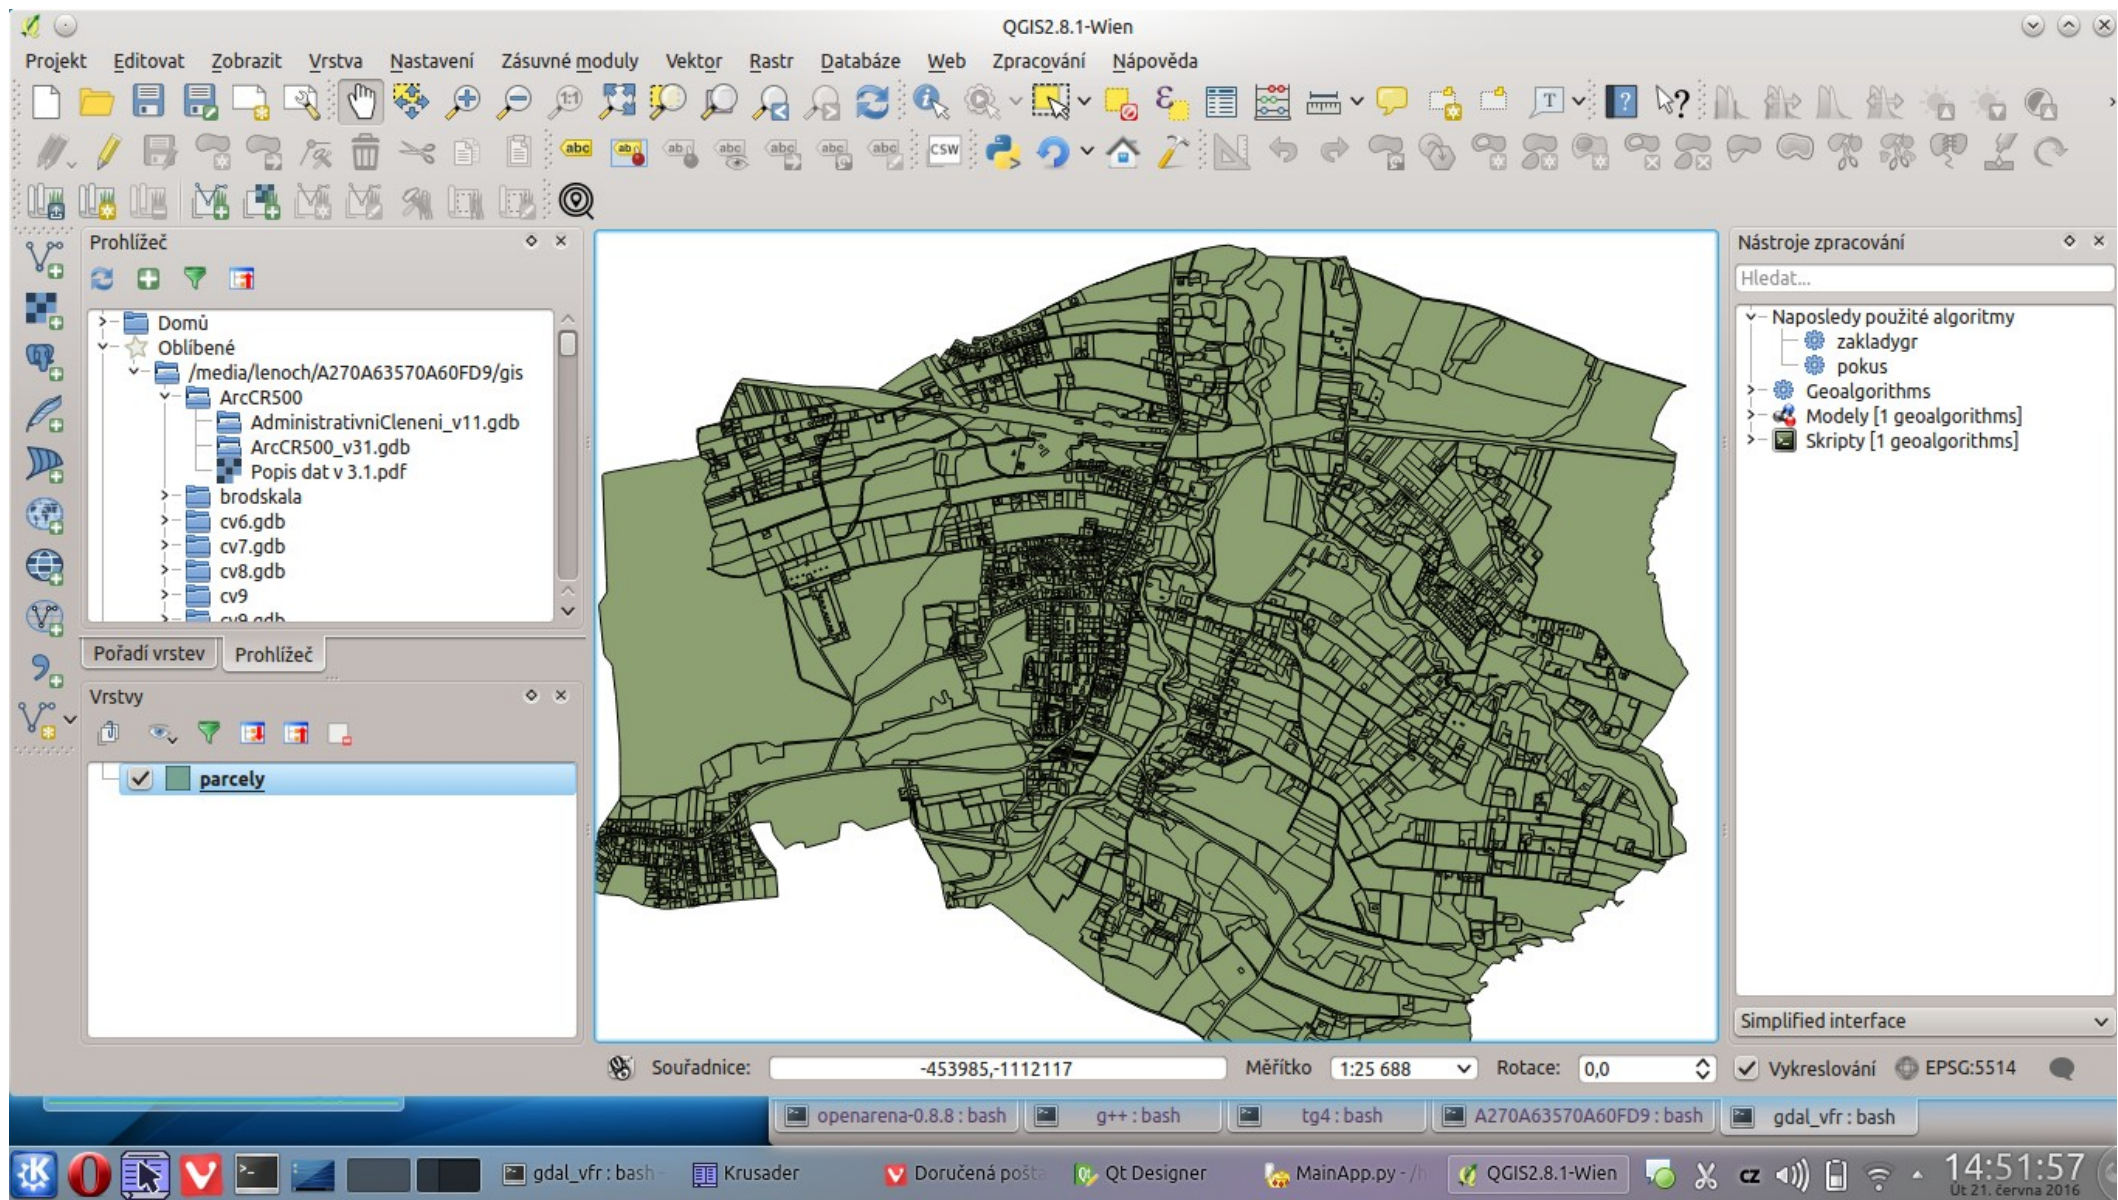 QGIS2.8.1-Wien
Projekt Editovat Zobrazit Vrstva Nastavení Zásuvné moduly Vektor Rastr Databáze Web Zpracování Nápověda
Prohlížeč
Domů
Oblíbené
/media/lenoch/A270A63570A60FD9/gis
ArcCR500
AdministrativniCleneni_v11.gdb
ArcCR500_v31.gdb
Popis dat v 3.1.pdf
brodskala
cv6.gdb
cv7.gdb
cv8.gdb
cv9
cv9.gdb
Pořadí vrstev Prohlížeč
Vrstvy
parcely
Nástroje zpracování
Hledat...
Naposledy použité algoritmy
zakladygr
pokus
Geoalgorithms
Modely [1 geoalgorithms]
Skripty [1 geoalgorithms]
Simplified interface
Souřadnice: -453985,-1112117 Měřítko 1:25 688 Rotace: 0,0 Vykreslování EPSG:5514
openarena-0.8.8 : bash g++ : bash tg4 : bash A270A63570A60FD9 : bash gdal_vfr : bash
gdal_vfr : bash Krusader Doručená pošta Qt Designer MainApp.py - /h QGIS2.8.1-Wien cz 14:51:57
Út 21. června 2016